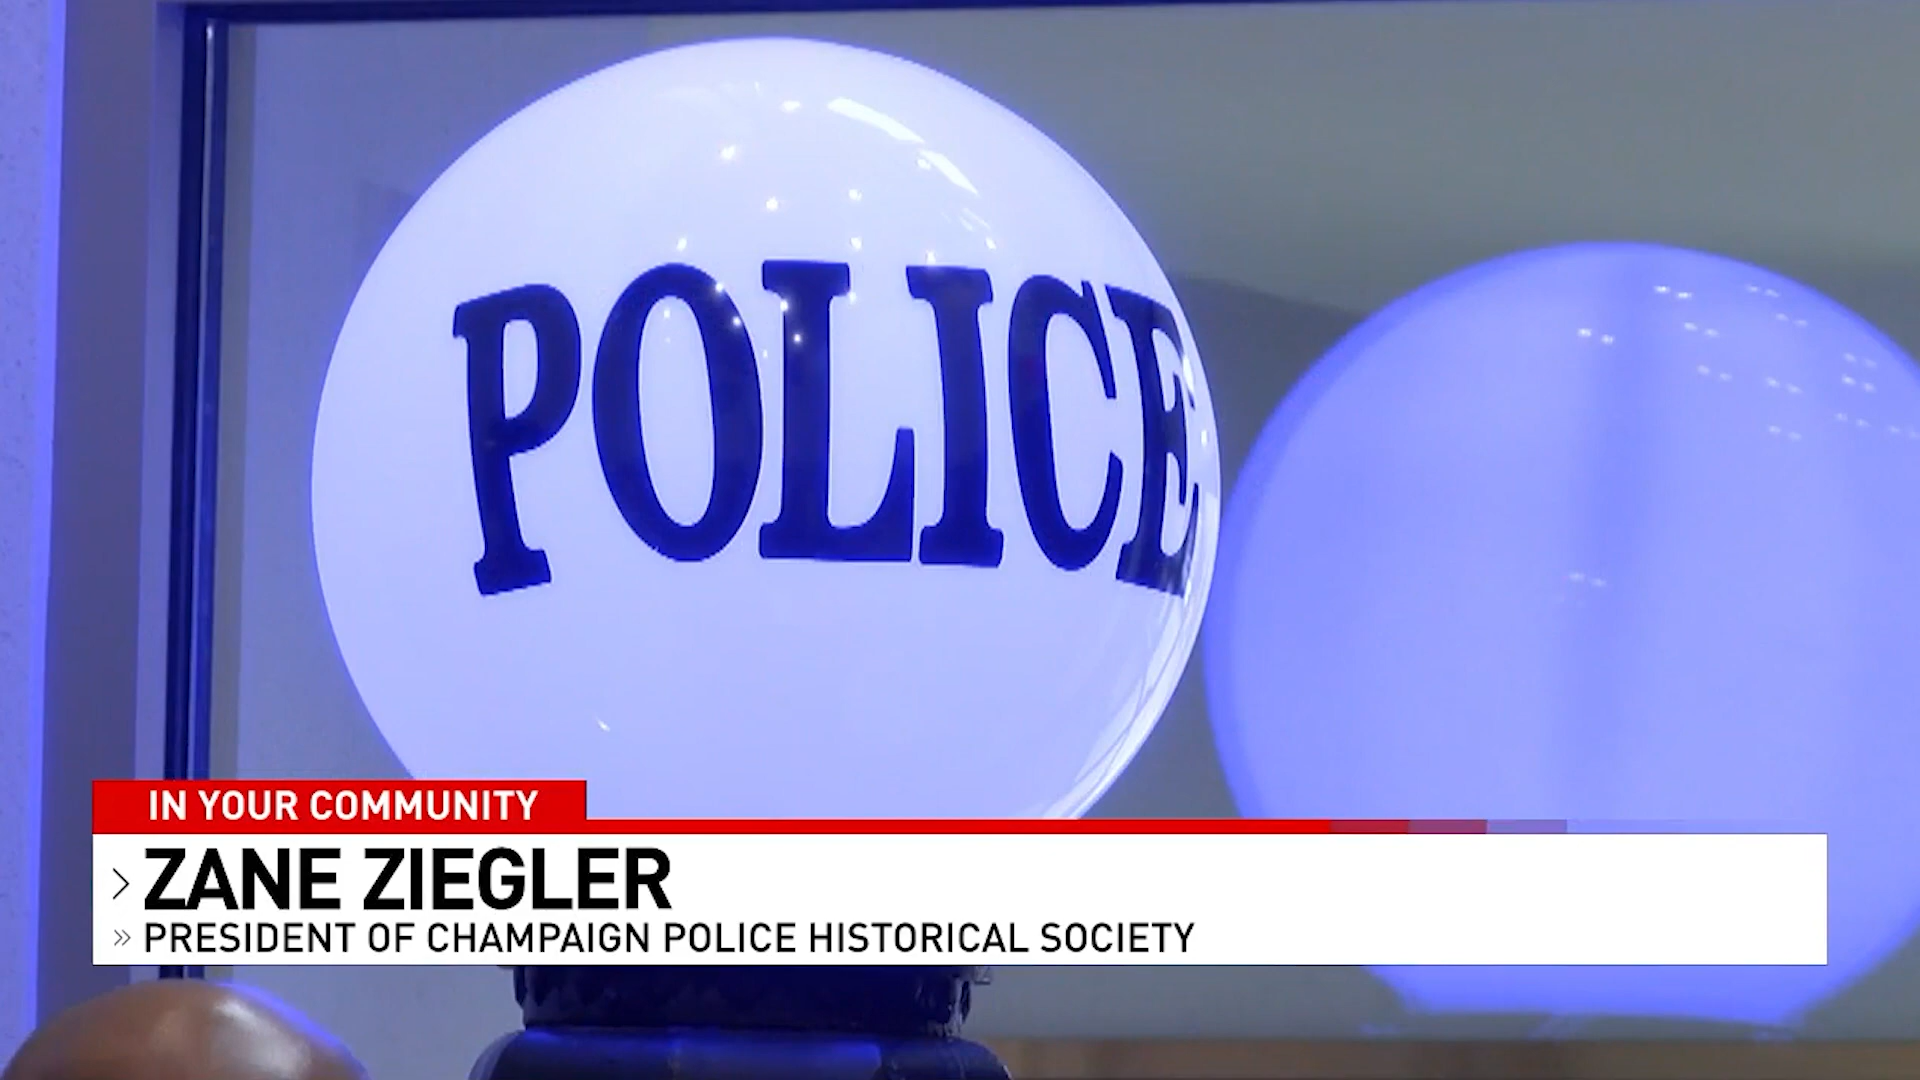 POLICE
IN YOUR COMMUNITY
ZANE ZIEGLER
PRESIDENT OF CHAMPAIGN POLICE HISTORICAL SOCIETY